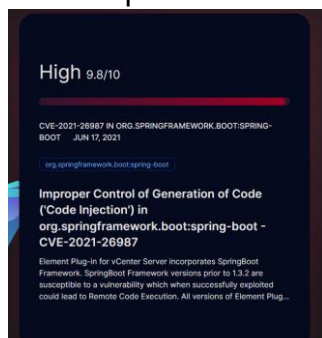 High 9.8/10
CVE-2021-26987 IN ORG.SPRINGFRAMEWORK.BOOT:SPRING-
BOOT JUN 17, 2021
org.springframework.boot:spring-boot
Improper Control of Generation of Code
('Code Injection') in
org.springframework.boot:spring-boot -
CVE-2021-26987
Element Plug-in for vCenter Server incorporates SpringBoot
Framework. SpringBoot Framework versions prior to 1.3.2 are
susceptible to a vulnerability which when successfully exploited
could lead to Remote Code Execution. All versions of Element Plug...